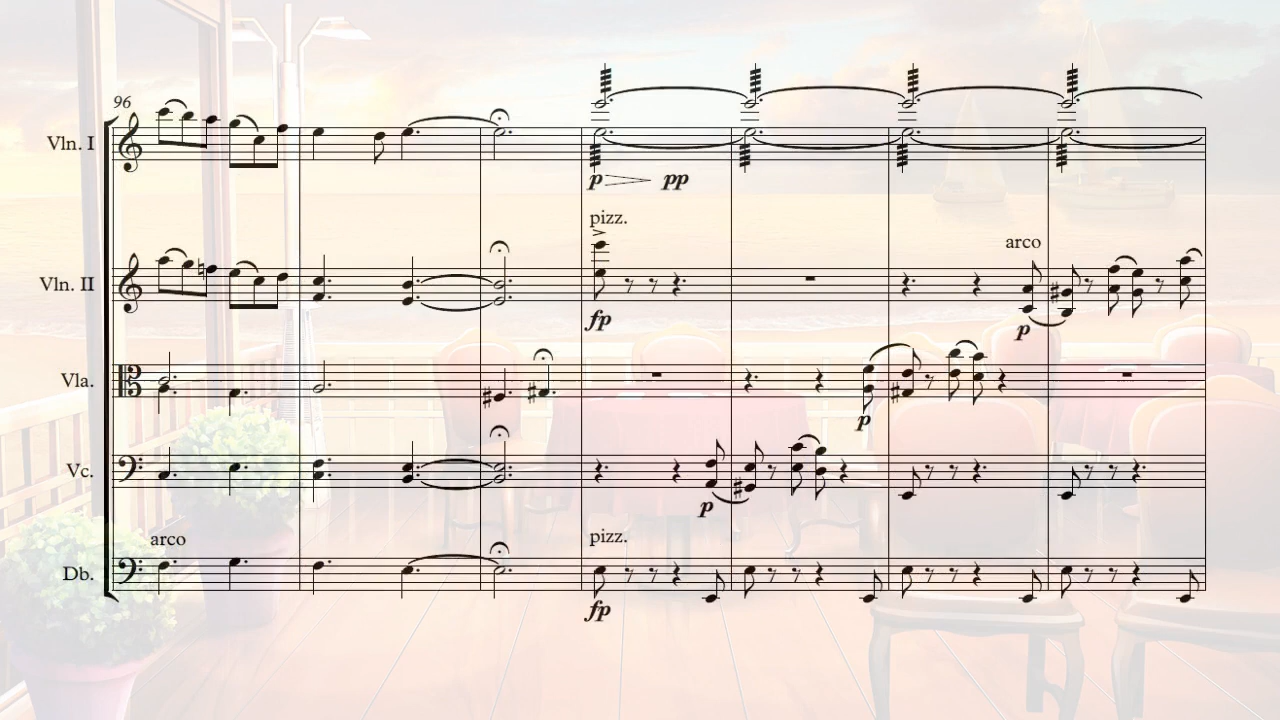 96
Vln. I
p pp
pizz.
arco
Vln. II
fp
p
Vla.
p
Vc.
p
arco
pizz.
Db.
fp